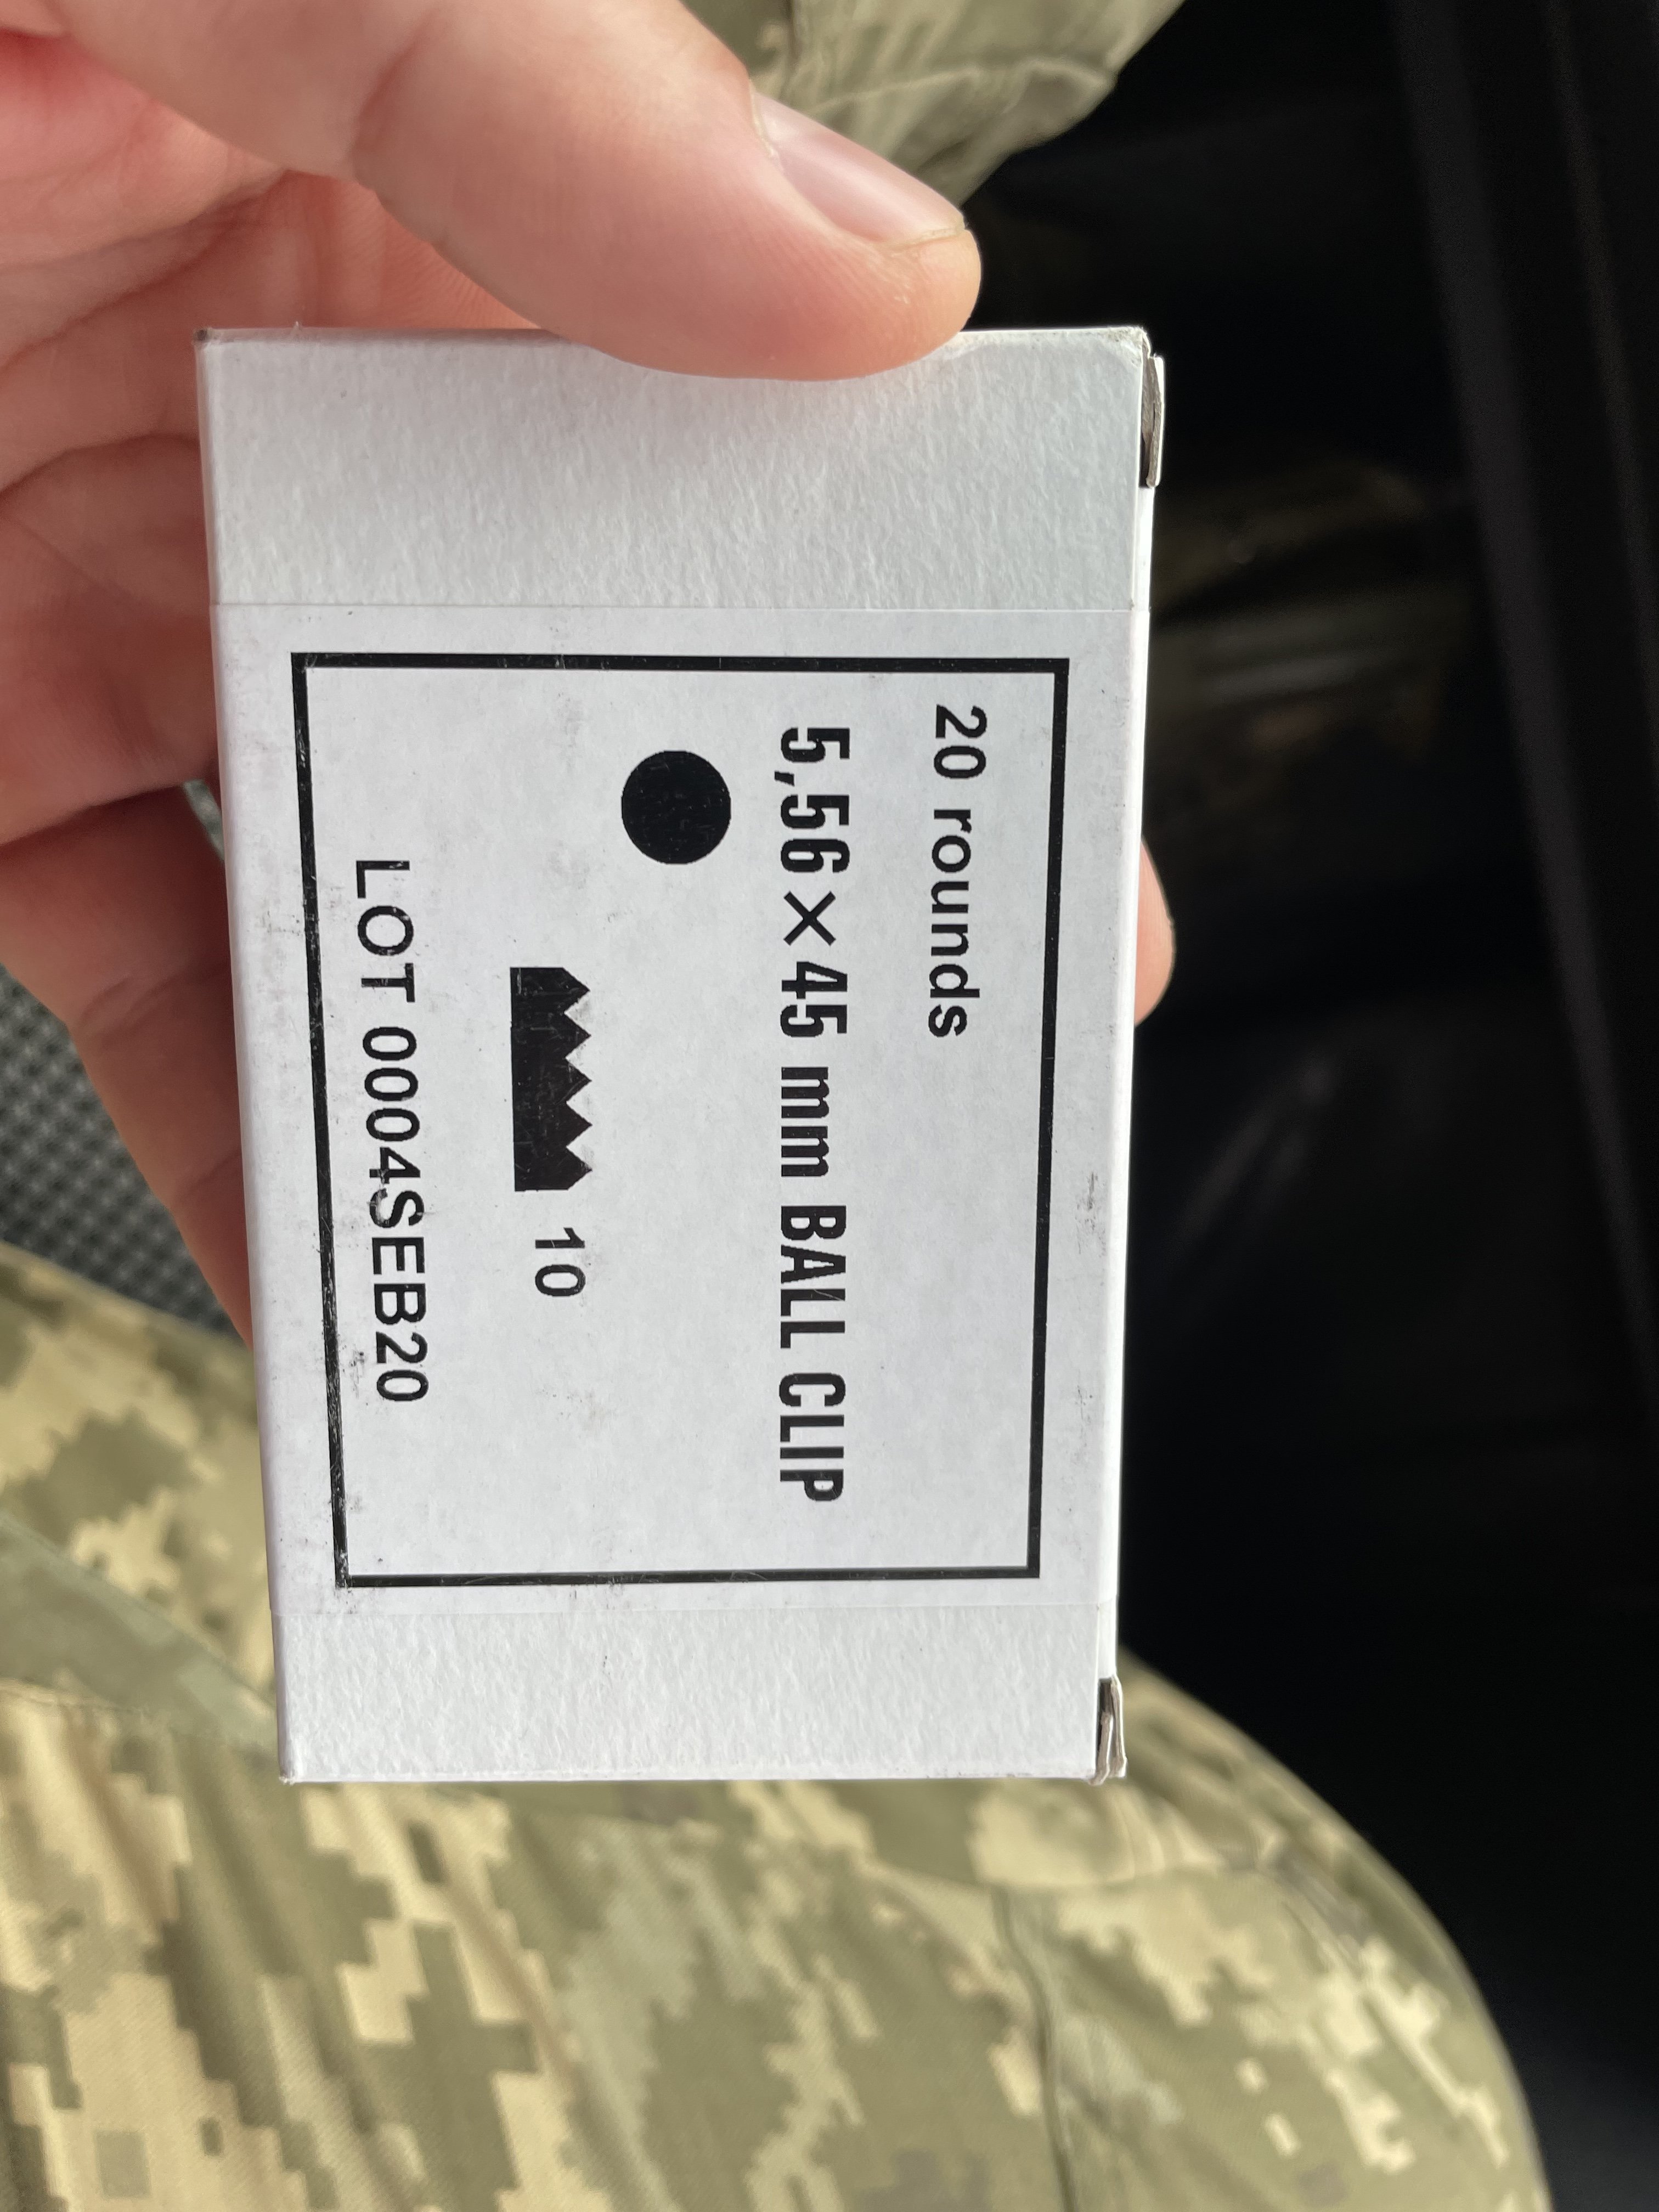 20 rounds
5,56×45 mm BALL CLIP
10
LOT 0004SEB20